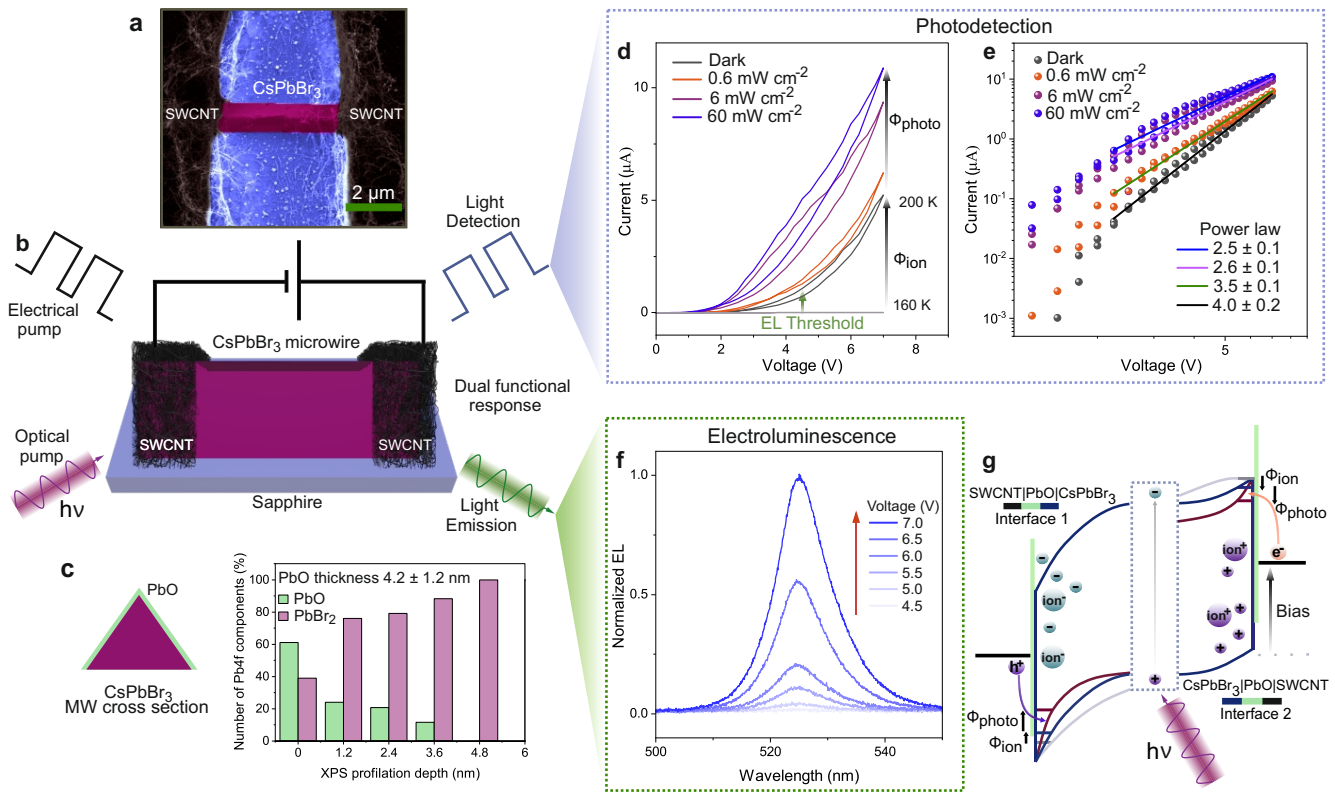 a
CsPbBr3
SWCNT
SWCNT
2 μm
b
Electrical
pump
Light
Detection
CsPbBr3 microwire
Dual functional
response
SWCNT
SWCNT
Optical
pump
hν
Sapphire
Light
Emission
c
PbO
CsPbBr3
MW cross section
Number of Pb4f components (%)
100
80
60
40
20
0
PbO thickness 4.2 ± 1.2 nm
PbO
PbBr2
0 1.2 2.4 3.6 4.8 6
XPS profilation depth (nm)
Photodetection
d
Dark
0.6 mW cm-2
6 mW cm-2
60 mW cm-2
Current (μA)
10
5
0
Φphoto
200 K
Φion
160 K
EL Threshold
0 2 4 6 8
Voltage (V)
e
Dark
0.6 mW cm-2
6 mW cm-2
60 mW cm-2
Current (μA)
10^1
10^0
10^-1
10^-2
10^-3
Power law
2.5 ± 0.1
2.6 ± 0.1
3.5 ± 0.1
4.0 ± 0.2
5
Voltage (V)
Electroluminescence
f
Normalized EL
1.0
0.5
0.0
Voltage (V)
7.0
6.5
6.0
5.5
5.0
4.5
500 520 540
Wavelength (nm)
g
SWCNT|PbO|CsPbBr3
Interface 1
Φion
Φphoto
e-
ion+
ion+
+
+
+
+
+
+
Bias
-
-
-
-
-
ion-
ion-
h+
+
Φphoto
Φion
CsPbBr3|PbO|SWCNT
Interface 2
hν